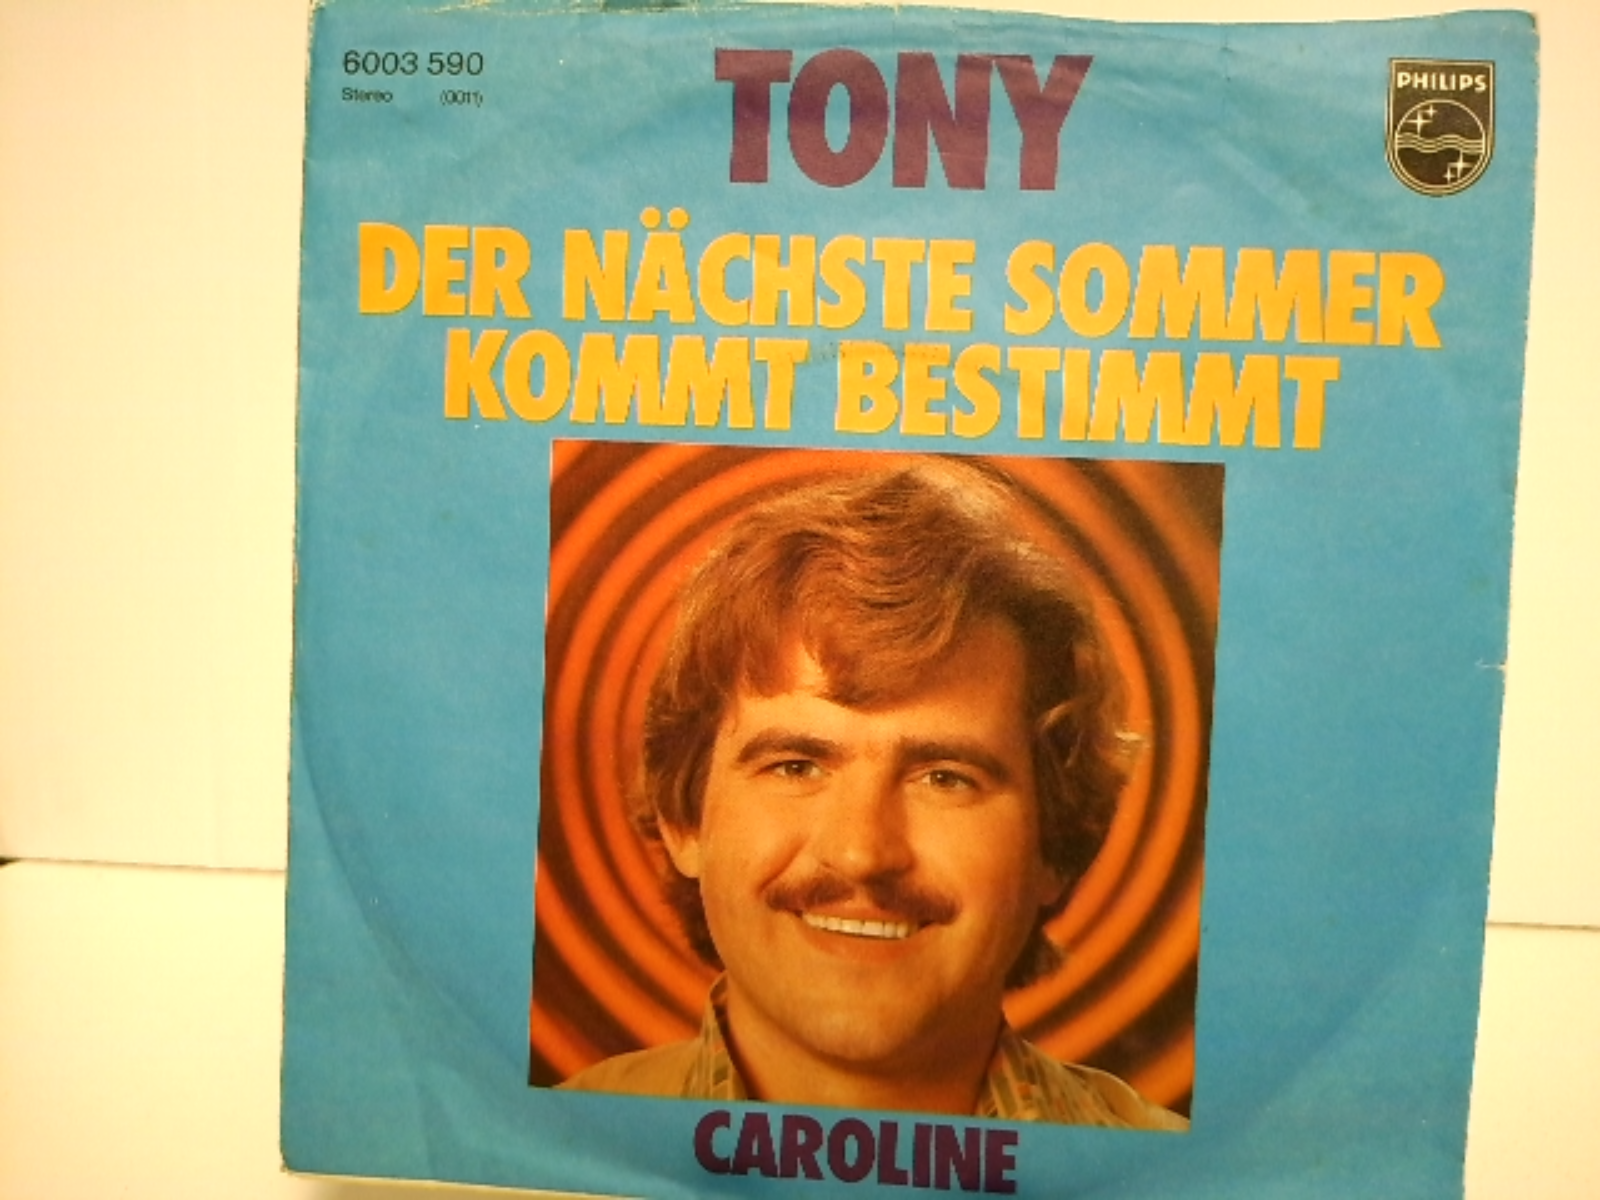 6003 590
Stereo (0011)
TONY
PHILIPS
DER NÄCHSTE SOMMER
KOMMT BESTIMMT
CAROLINE